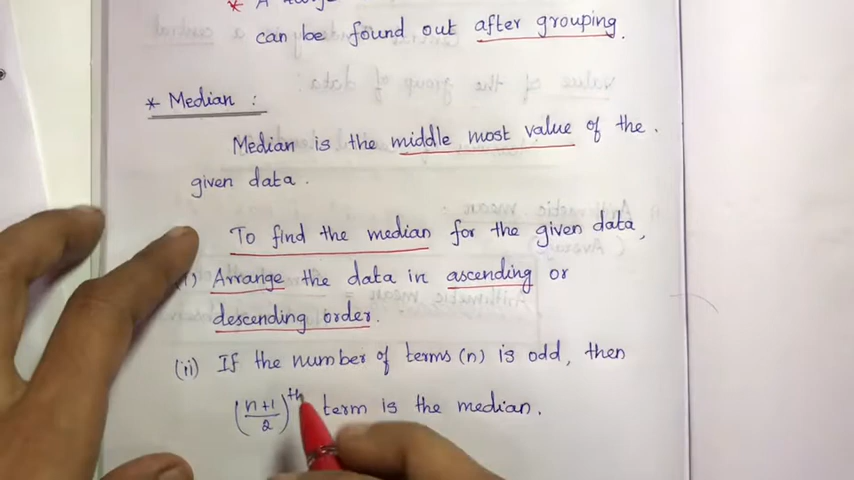 * A
can be found out after grouping.
* Median :
Median is the middle most value of the.
given data.
To find the median for the given data,
(i) Arrange the data in ascending or
descending order.
(ii) If the number of terms (n) is odd, then
(n+1/2)th term is the median.